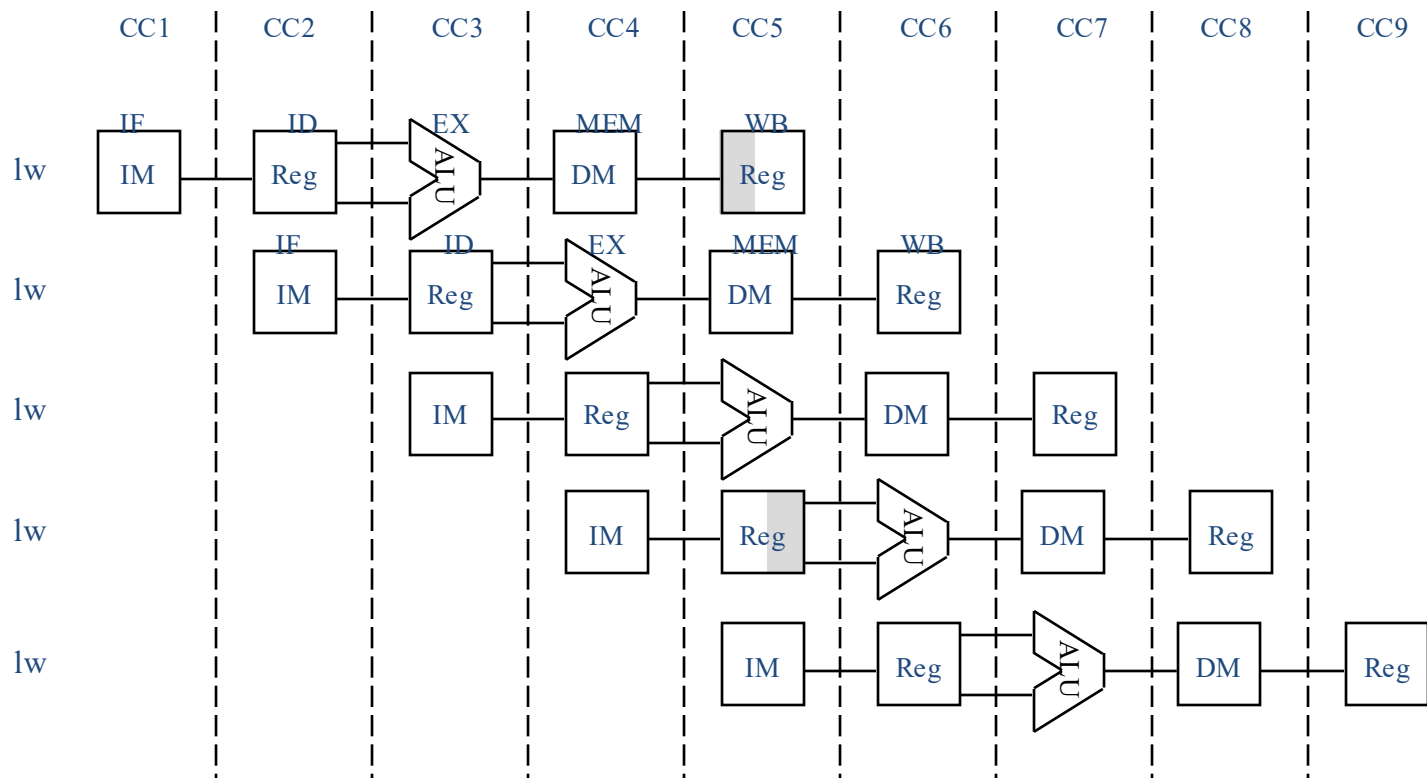 CC1 CC2 CC3 CC4 CC5 CC6 CC7 CC8 CC9
IF ID EX MEM WB
lw IM Reg ALU DM Reg
IF ID EX MEM WB
lw IM Reg ALU DM Reg
lw IM Reg ALU DM Reg
lw IM Reg ALU DM Reg
lw IM Reg ALU DM Reg